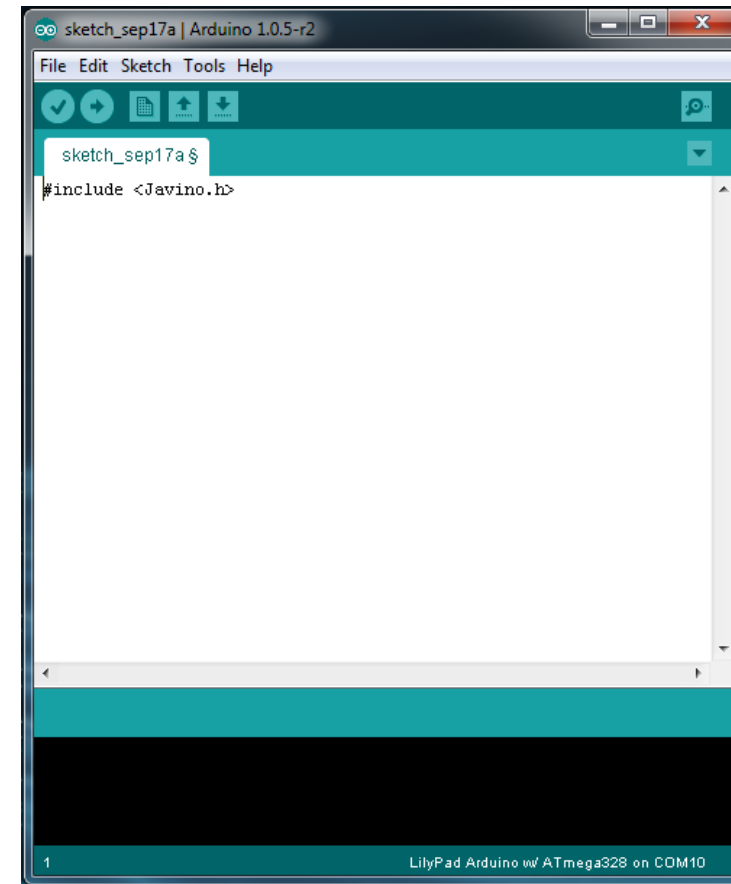 sketch_sep17a | Arduino 1.0.5-r2
File Edit Sketch Tools Help
sketch_sep17a §
#include <Javino.h>
1 LilyPad Arduino w/ ATmega328 on COM10